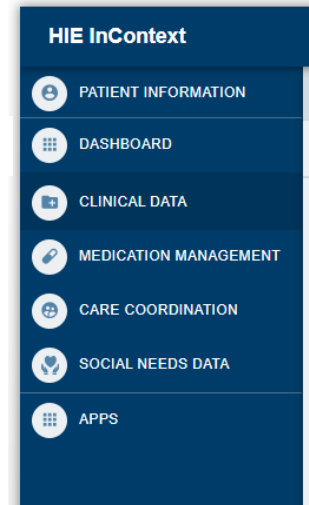 HIE InContext
PATIENT INFORMATION
DASHBOARD
CLINICAL DATA
MEDICATION MANAGEMENT
CARE COORDINATION
SOCIAL NEEDS DATA
APPS